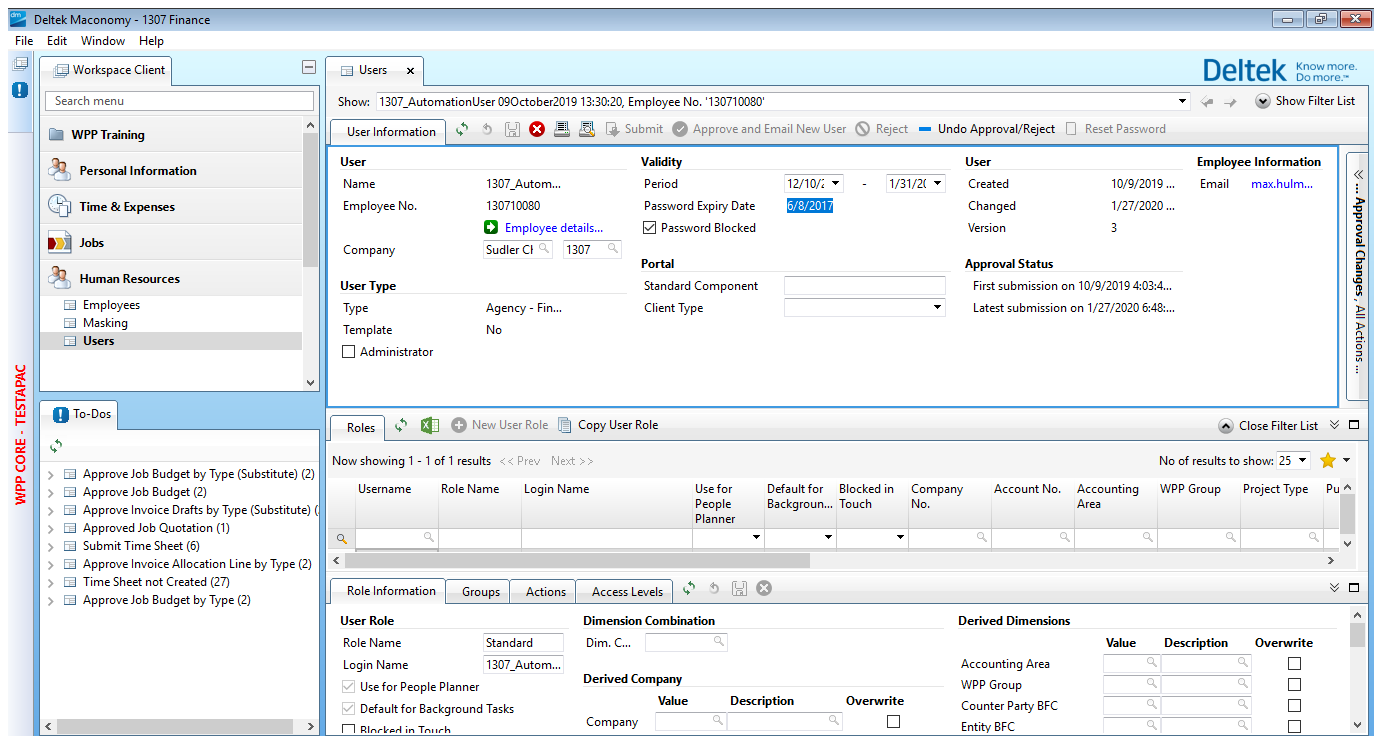 dm Deltek Maconomy - 1307 Finance
File Edit Window Help
Workspace Client
Search menu
WPP Training
Personal Information
Time & Expenses
Jobs
Human Resources
Employees
Masking
Users
WPP CORE - TESTAPAC
To-Dos
Approve Job Budget by Type (Substitute) (2)
Approve Job Budget (2)
Approve Invoice Drafts by Type (Substitute) (
Approved Job Quotation (1)
Submit Time Sheet (6)
Approve Invoice Allocation Line by Type (2)
Time Sheet not Created (27)
Approve Job Budget by Type (2)
Users
Deltek Know more.
Do more.™
Show: 1307_AutomationUser 09October2019 13:30:20, Employee No. '130710080' Show Filter List
User Information Submit Approve and Email New User Reject Undo Approval/Reject Reset Password
User
Name 1307_Autom...
Employee No. 130710080
Employee details...
Company Sudler Cl 1307
User Type
Type Agency - Fin...
Template No
Administrator
Validity
Period 12/10/2 - 1/31/20
Password Expiry Date 6/8/2017
Password Blocked
Portal
Standard Component
Client Type
User
Created 10/9/2019 ...
Changed 1/27/2020 ...
Version 3
Approval Status
First submission on 10/9/2019 4:03:4...
Latest submission on 1/27/2020 6:48:...
Employee Information
Email max.hulm...
... Approval Changes , All Actions ...
Roles New User Role Copy User Role Close Filter List
Now showing 1 - 1 of 1 results << Prev Next >> No of results to show: 25
Username Role Name Login Name Use for People Planner Default for Backgroun... Blocked in Touch Company No. Account No. Accounting Area WPP Group Project Type Pu
Role Information Groups Actions Access Levels
User Role
Role Name Standard
Login Name 1307_Autom...
Use for People Planner
Default for Background Tasks
Blocked in Touch
Dimension Combination
Dim. C...
Derived Company
Value Description Overwrite
Company
Derived Dimensions
Value Description Overwrite
Accounting Area
WPP Group
Counter Party BFC
Entity BFC